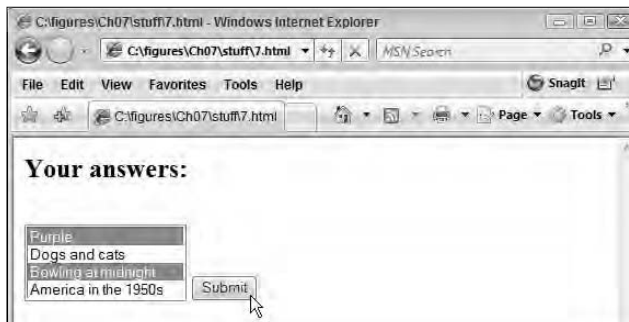 C:\figures\Ch07\stuff\7.html - Windows Internet Explorer
C:\figures\Ch07\stuff\7.html MSN Search
File Edit View Favorites Tools Help SnagIt
C:\figures\Ch07\stuff\7.html Page Tools
Your answers:
Purple
Dogs and cats
Bowling at midnight
America in the 1950s Submit